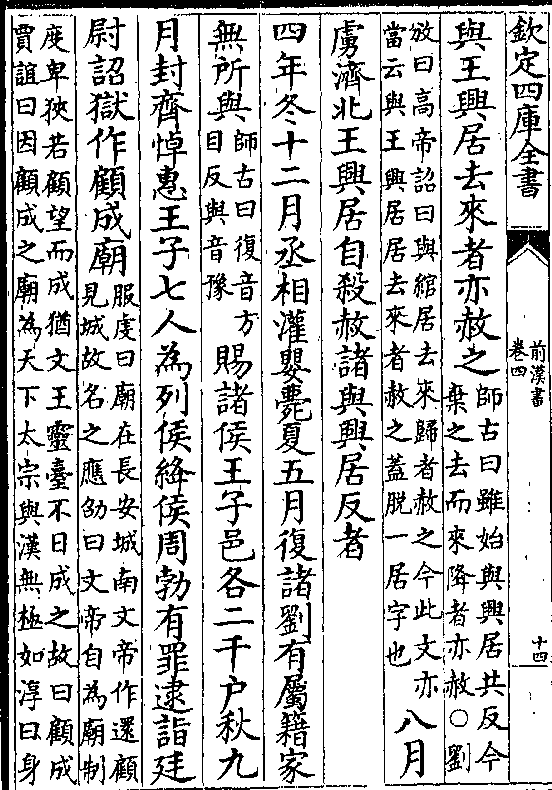 欽定四庫全書
前漢書
卷四
十四
與王興居去來者亦赦之師古曰雖始與興居共反今
棄之去而來降者亦赦○劉
攽曰高帝詔曰與綰居去來歸者赦之今此文亦
當云與王興居居去來者赦之蓋脫一居字也八月
虜濟北王興居自殺赦諸與興居反者
四年冬十二月丞相灌嬰薨夏五月復諸劉有屬籍家
無所與師古曰復音方
目反與音豫賜諸侯王子邑各二千户秋九
月封齊悼惠王子七人為列侯絳侯周勃有罪逮詣廷
尉詔獄作顧成廟服虔曰廟在長安城南文帝作還顧
見城故名之應劭曰文帝自為廟制
度卑狹若顧望而成猶文王靈臺不日成之故曰顧成
賈誼曰因顧成之廟為天下太宗與漢無極如淳曰身